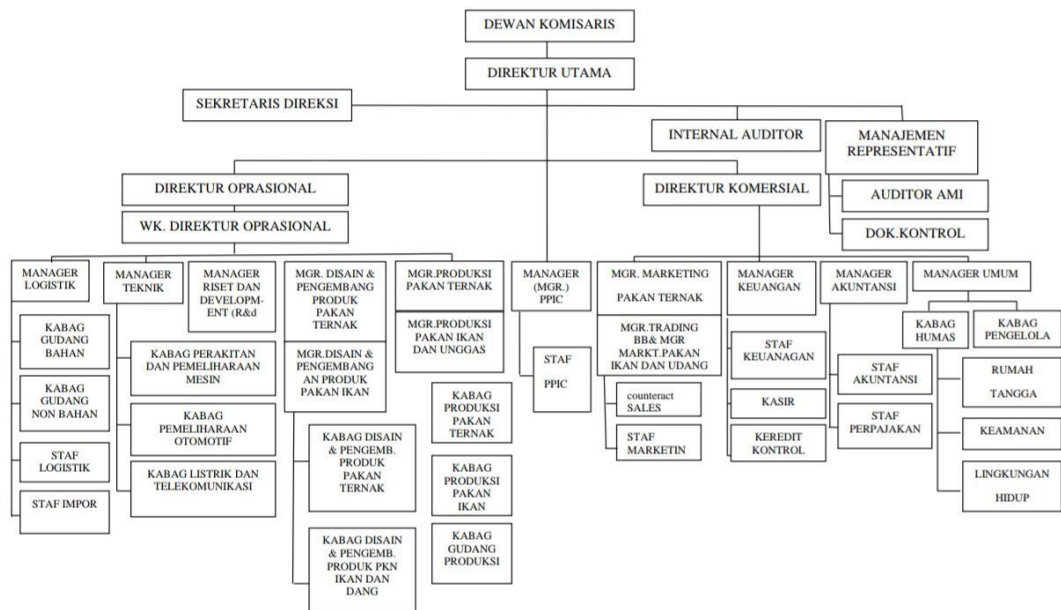 DEWAN KOMISARIS
DIREKTUR UTAMA
SEKRETARIS DIREKSI
INTERNAL AUDITOR
MANAJEMEN
REPRESENTATIF
AUDITOR AMI
DOK.KONTROL
DIREKTUR OPRASIONAL
DIREKTUR KOMERSIAL
WK. DIREKTUR OPRASIONAL
MANAGER
LOGISTIK
KABAG
GUDANG
BAHAN
KABAG
GUDANG
NON BAHAN
STAF
LOGISTIK
STAF IMPOR
MANAGER
TEKNIK
KABAG PERAKITAN
DAN PEMELIHARAAN
MESIN
KABAG
PEMELIHARAAN
OTOMOTIF
KABAG LISTRIK DAN
TELEKOMUNIKASI
MANAGER
RISET DAN
DEVELOPM-
ENT (R&d
MGR. DISAIN &
PENGEMBANG
PRODUK
PAKAN
TERNAK
MGR.DISAIN &
PENGEMBANG
AN PRODUK
PAKAN IKAN
KABAG DISAIN
& PENGEMB.
PRODUK
PAKAN
TERNAK
KABAG DISAIN
& PENGEMB.
PRODUK PKN
IKAN DAN
DANG
MGR.PRODUKSI
PAKAN TERNAK
MGR.PRODUKSI
PAKAN IKAN
DAN UNGGAS
KABAG
PRODUKSI
PAKAN
TERNAK
KABAG
PRODUKSI
PAKAN
IKAN
KABAG
GUDANG
PRODUKSI
MANAGER
(MGR.)
PPIC
STAF
PPIC
MGR. MARKETING
PAKAN TERNAK
MGR.TRADING
BB& MGR
MARKT.PAKAN
IKAN DAN UDANG
counteract
SALES
STAF
MARKETIN
MANAGER
KEUANGAN
STAF
KEUANAGAN
KASIR
KEREDIT
KONTROL
MANAGER
AKUNTANSI
STAF
AKUNTANSI
STAF
PERPAJAKAN
MANAGER UMUM
KABAG
HUMAS
KABAG
PENGELOLA
RUMAH
TANGGA
KEAMANAN
LINGKUNGAN
HIDUP